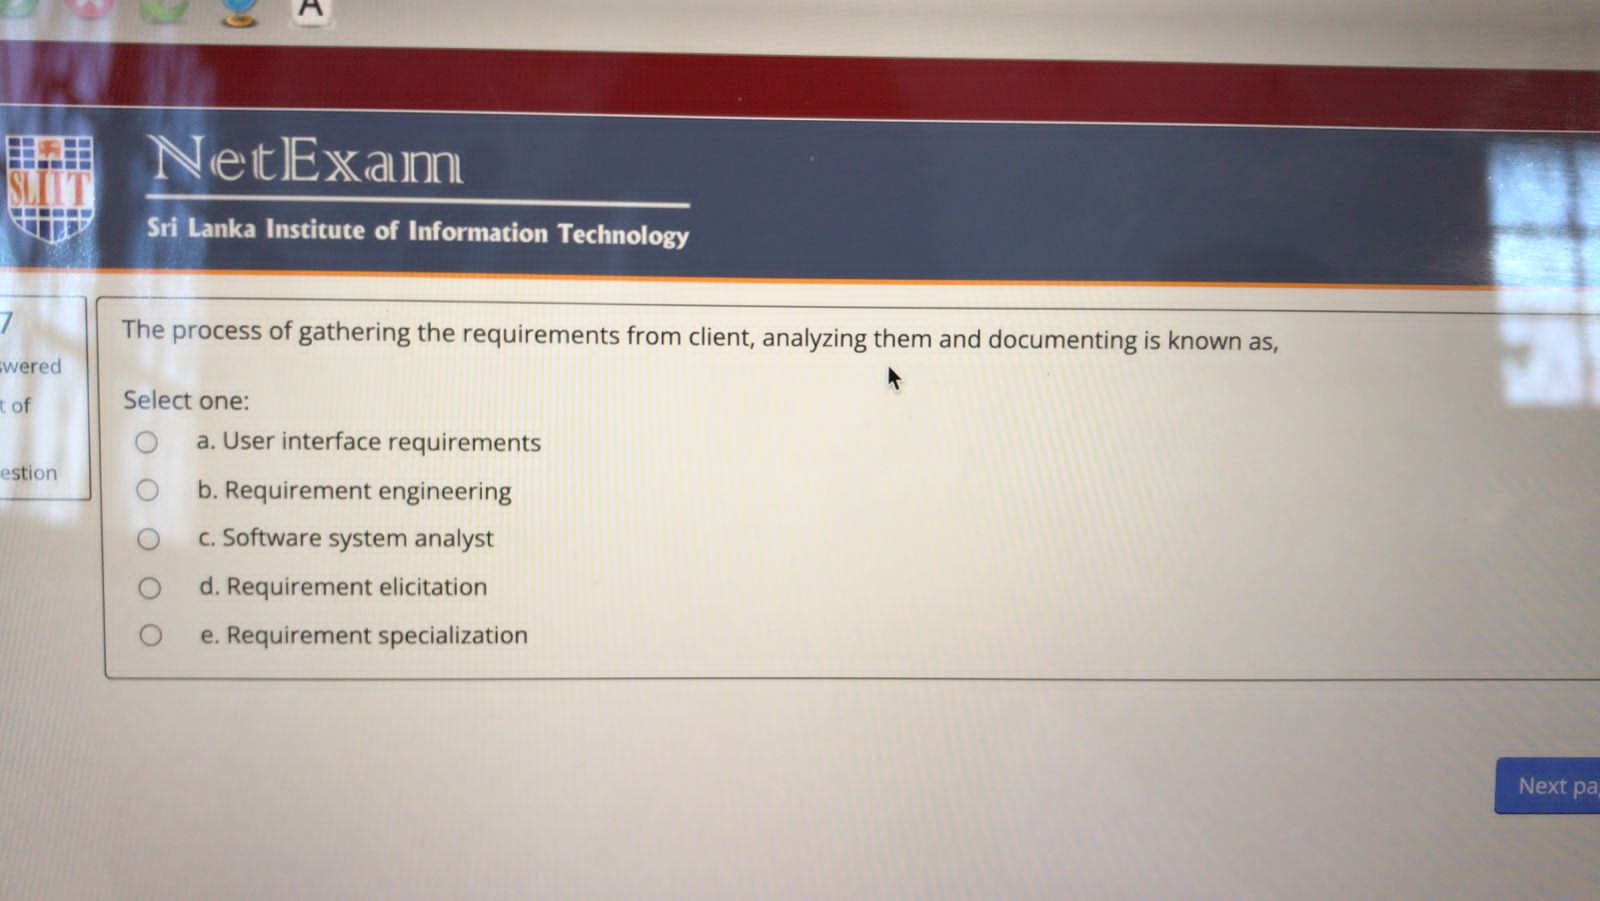 A
SLIIT
NetExam
Sri Lanka Institute of Information Technology
7
wered
t of
estion
The process of gathering the requirements from client, analyzing them and documenting is known as,
Select one:
a. User interface requirements
b. Requirement engineering
c. Software system analyst
d. Requirement elicitation
e. Requirement specialization
Next pa